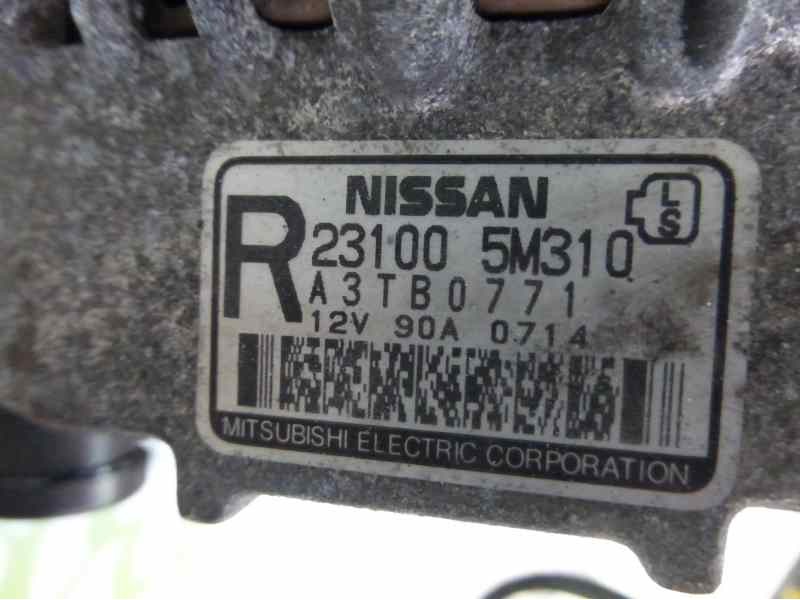 NISSAN
R
L
S
23100 5M310
A3TB0771
12V 90A 0714
MITSUBISHI ELECTRIC CORPORATION